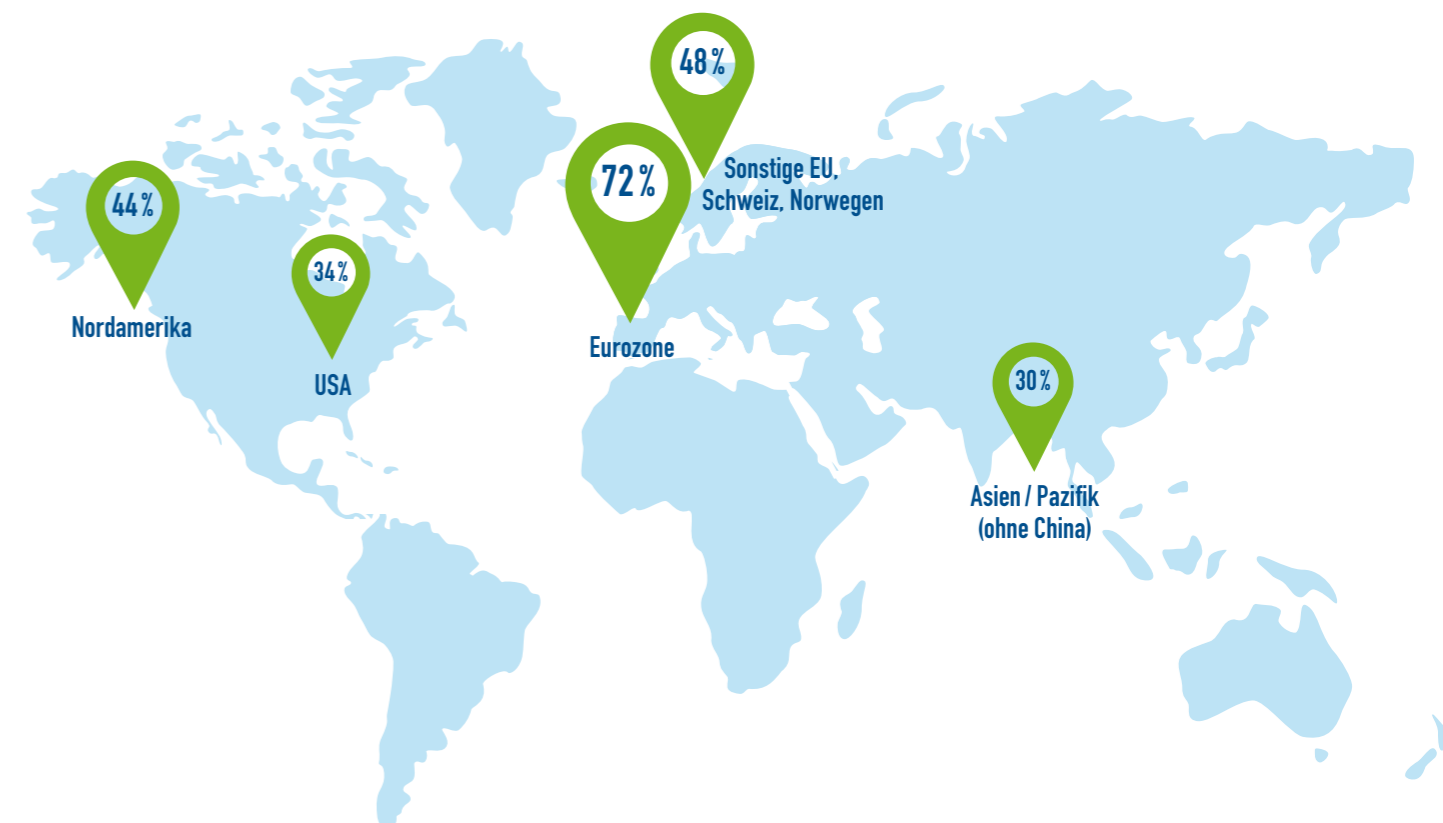 48 %
Sonstige EU,
Schweiz, Norwegen
72 %
Eurozone
44 %
Nordamerika
34 %
USA
30 %
Asien / Pazifik
(ohne China)